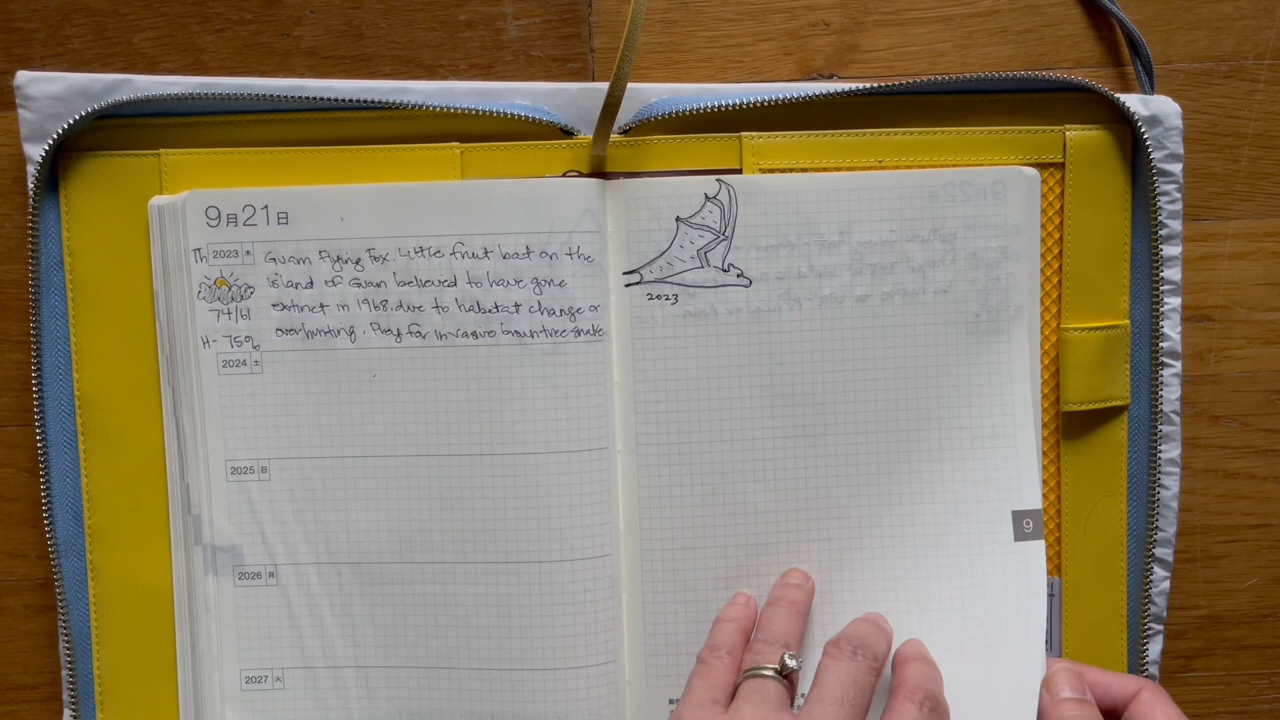 9月21日
Th 2023 木
Guam Flying Fox. Little fruit bat on the
island of Guam believed to have gone
extinct in 1968 due to habetat change or
overhunting. Prey for invasive brown tree snake
74/61
H- 75%
2024 土
2025 日
2026 月
2027 火
2023
9